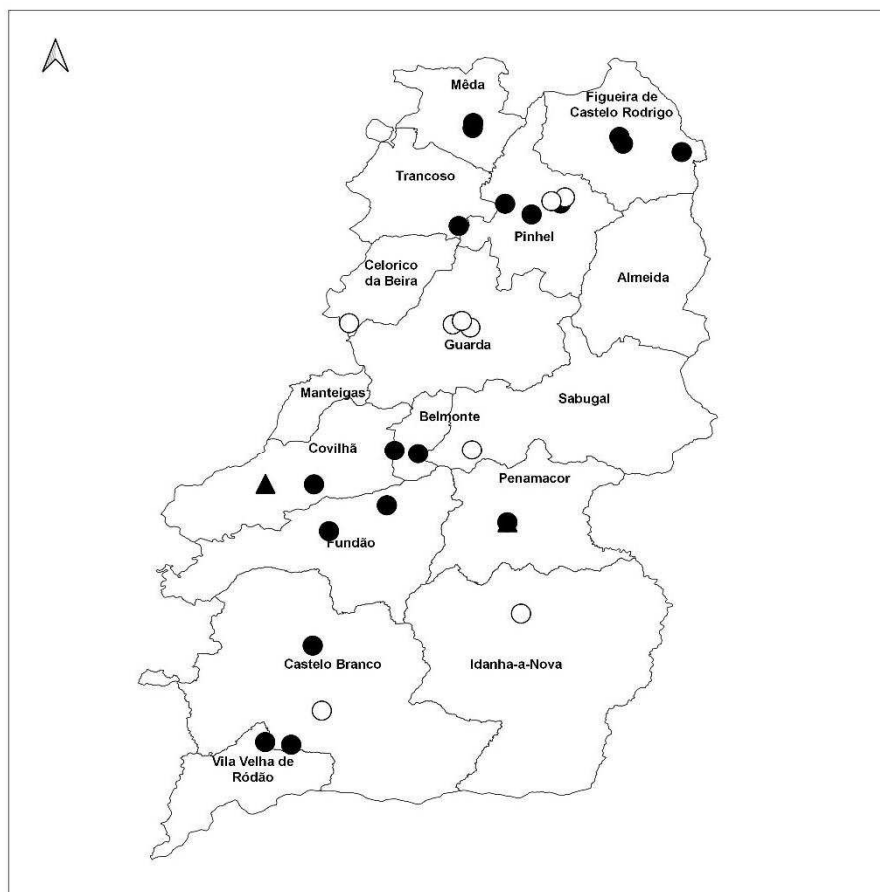 Mêda
Figueira de
Castelo Rodrigo
Trancoso
Pinhel
Celorico
da Beira
Almeida
Guarda
Manteigas
Belmonte
Sabugal
Covilhã
Penamacor
Fundão
Castelo Branco
Idanha-a-Nova
Vila Velha de
Ródão